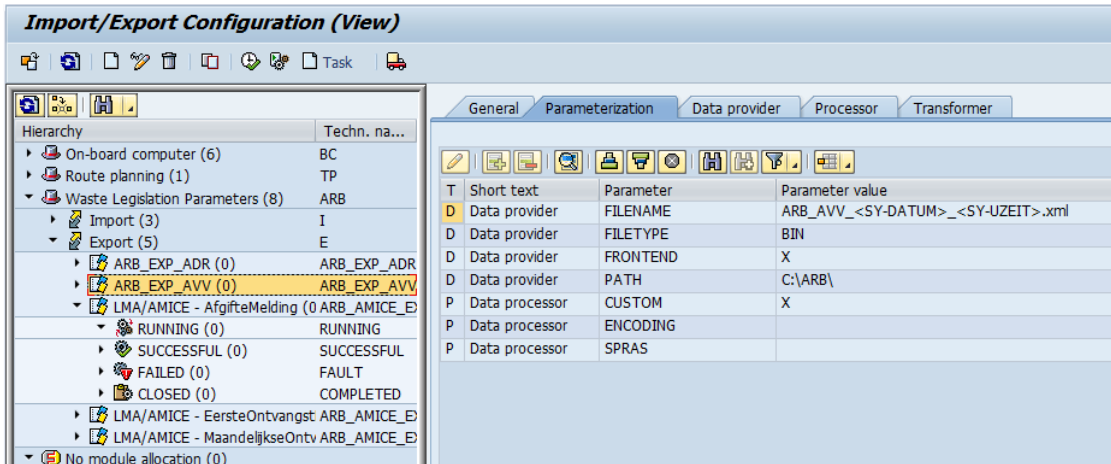 Import/Export Configuration (View)
Task
Hierarchy Techn. na...
On-board computer (6) BC
Route planning (1) TP
Waste Legislation Parameters (8) ARB
Import (3) I
Export (5) E
ARB_EXP_ADR (0) ARB_EXP_ADR
ARB_EXP_AVV (0) ARB_EXP_AVV
LMA/AMICE - AfgifteMelding (0 ARB_AMICE_E
RUNNING (0) RUNNING
SUCCESSFUL (0) SUCCESSFUL
FAILED (0) FAULT
CLOSED (0) COMPLETED
LMA/AMICE - EersteOntvangst ARB_AMICE_E
LMA/AMICE - MaandelijkseOntv ARB_AMICE_E
No module allocation (0)
General Parameterization Data provider Processor Transformer
T Short text Parameter Parameter value
D Data provider FILENAME ARB_AVV_<SY-DATUM>_<SY-UZEIT>.xml
D Data provider FILETYPE BIN
D Data provider FRONTEND X
D Data provider PATH C:\ARB\
P Data processor CUSTOM X
P Data processor ENCODING
P Data processor SPRAS